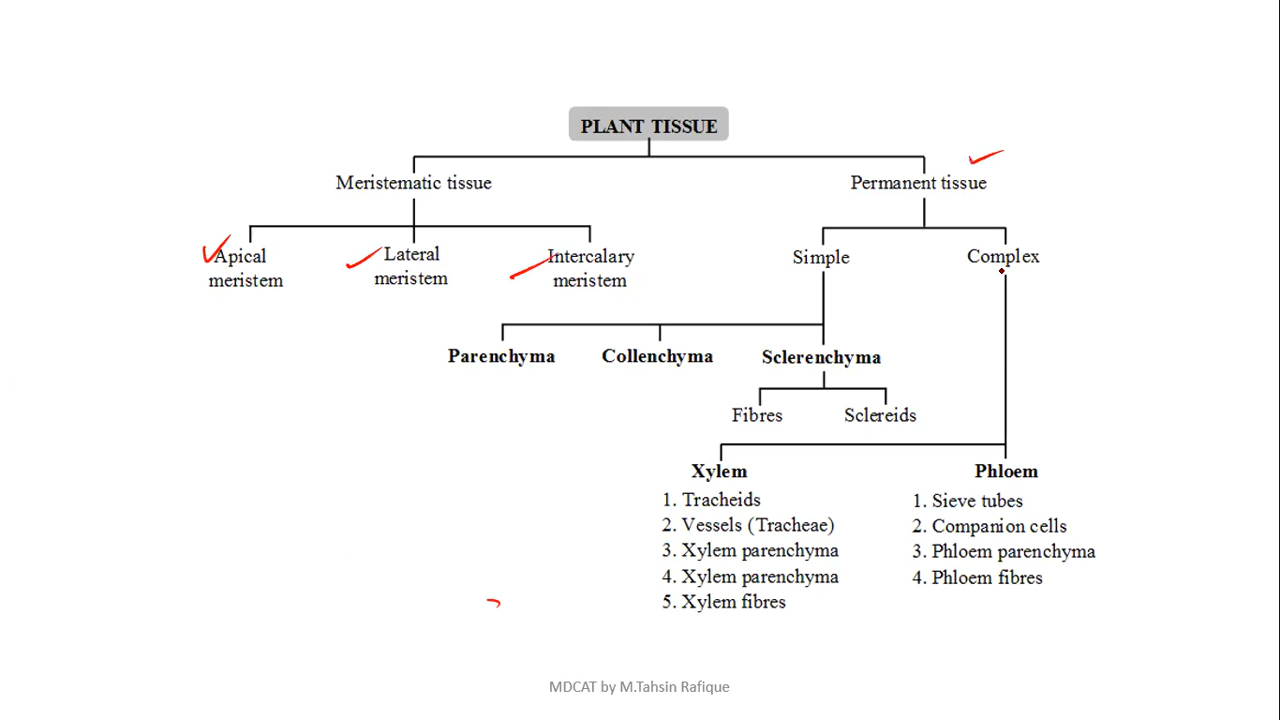 PLANT TISSUE
Meristematic tissue
Permanent tissue
Apical
meristem
Lateral
meristem
Intercalary
meristem
Simple
Complex
Parenchyma
Collenchyma
Sclerenchyma
Fibres
Sclereids
Xylem
1. Tracheids
2. Vessels (Tracheae)
3. Xylem parenchyma
4. Xylem parenchyma
5. Xylem fibres
Phloem
1. Sieve tubes
2. Companion cells
3. Phloem parenchyma
4. Phloem fibres
MDCAT by M.Tahsin Rafique